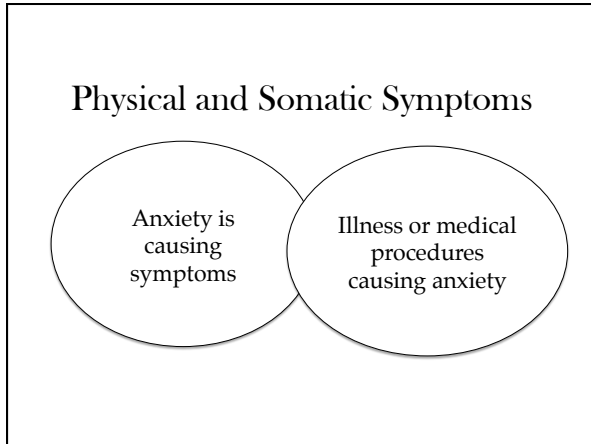 Physical and Somatic Symptoms
Anxiety is
causing
symptoms
Illness or medical
procedures
causing anxiety